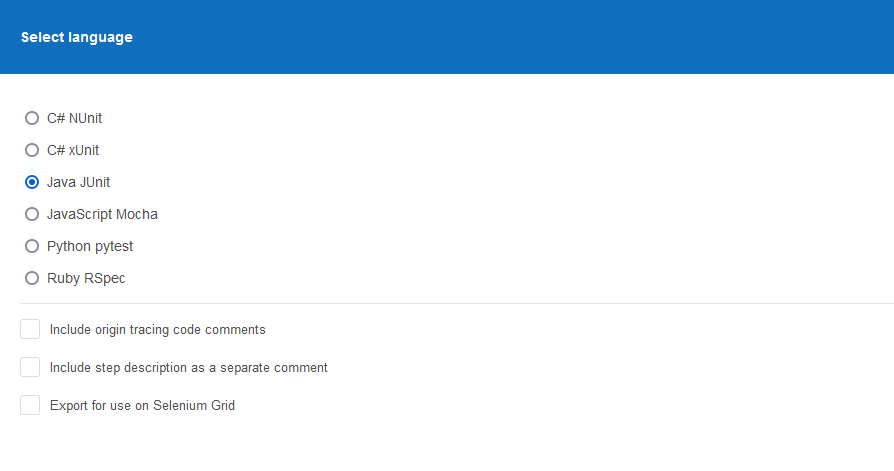 Select language
C# NUnit
C# xUnit
Java JUnit
JavaScript Mocha
Python pytest
Ruby RSpec
Include origin tracing code comments
Include step description as a separate comment
Export for use on Selenium Grid